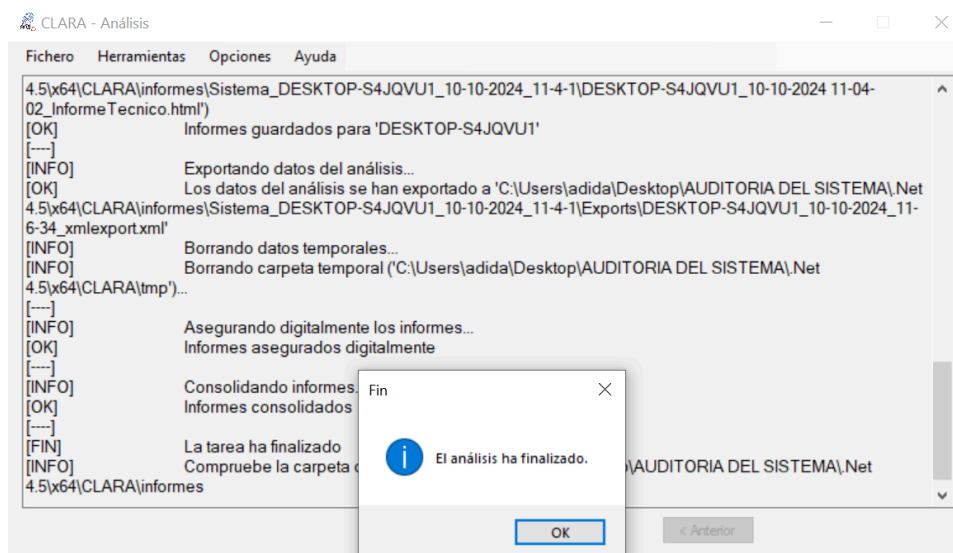 CLARA - Análisis
Fichero Herramientas Opciones Ayuda
4.5\x64\CLARA\informes\Sistema_DESKTOP-S4JQVU1_10-10-2024_11-4-1\DESKTOP-S4JQVU1_10-10-2024 11-04-
02_InformeTecnico.html')
[OK] Informes guardados para 'DESKTOP-S4JQVU1'
[----]
[INFO] Exportando datos del análisis...
[OK] Los datos del análisis se han exportado a 'C:\Users\adida\Desktop\AUDITORIA DEL SISTEMA\.Net
4.5\x64\CLARA\informes\Sistema_DESKTOP-S4JQVU1_10-10-2024_11-4-1\Exports\DESKTOP-S4JQVU1_10-10-2024_11-
6-34_xmlexport.xml'
[INFO] Borrando datos temporales...
[INFO] Borrando carpeta temporal ('C:\Users\adida\Desktop\AUDITORIA DEL SISTEMA\.Net
4.5\x64\CLARA\tmp')...
[----]
[INFO] Asegurando digitalmente los informes...
[OK] Informes asegurados digitalmente
[----]
[INFO] Consolidando informes.
[OK] Informes consolidados
[----]
[FIN] La tarea ha finalizado
[INFO] Compruebe la carpeta \AUDITORIA DEL SISTEMA\.Net
4.5\x64\CLARA\informes
Fin
El análisis ha finalizado.
OK
< Anterior